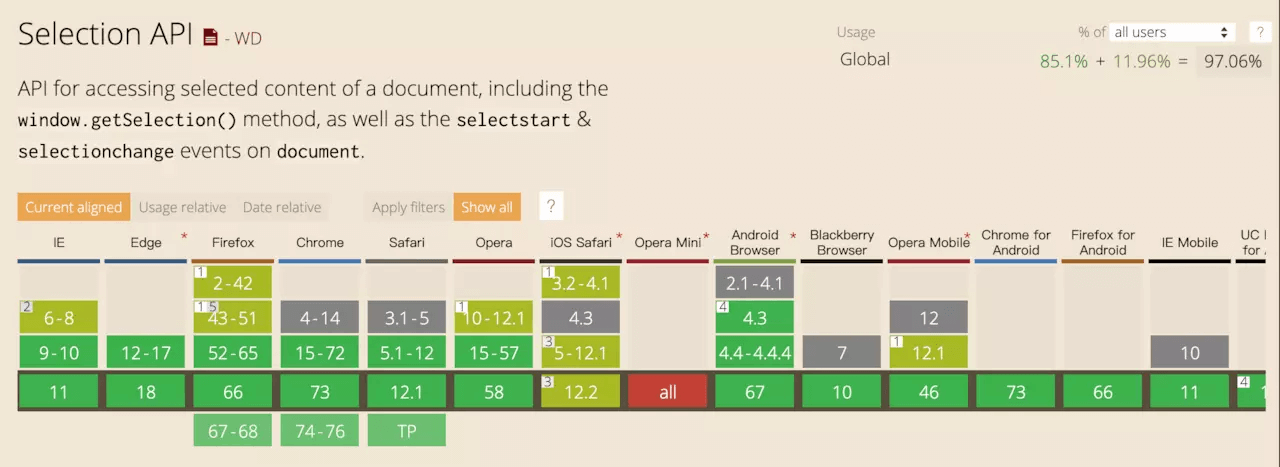 Selection API - WD
Usage % of all users ?
Global 85.1% + 11.96% = 97.06%
API for accessing selected content of a document, including the
window.getSelection() method, as well as the selectstart &
selectionchange events on document.
Current aligned Usage relative Date relative Apply filters Show all ?
IE Edge * Firefox Chrome Safari Opera iOS Safari * Opera Mini * Android Browser * Blackberry Browser Opera Mobile * Chrome for Android Firefox for Android IE Mobile UC
for
1 2-42 1 3.2-4.1 2.1-4.1
2 6-8 1 5 43-51 4-14 3.1-5 1 10-12.1 4.3 4 4.3 12
9-10 12-17 52-65 15-72 5.1-12 15-57 3 5-12.1 4.4-4.4.4 7 1 12.1 10
11 18 66 73 12.1 58 3 12.2 all 67 10 46 73 66 11 4
67-68 74-76 TP